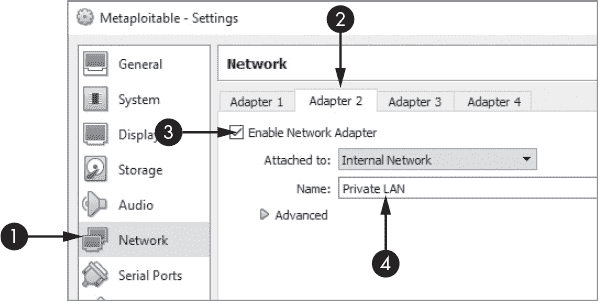 Metaploitable - Settings
2
General
Network
System
Adapter 1 Adapter 2 Adapter 3 Adapter 4
Display
3
Enable Network Adapter
Storage
Attached to: Internal Network
Audio
Name: Private LAN
1
Network
Advanced
4
Serial Ports